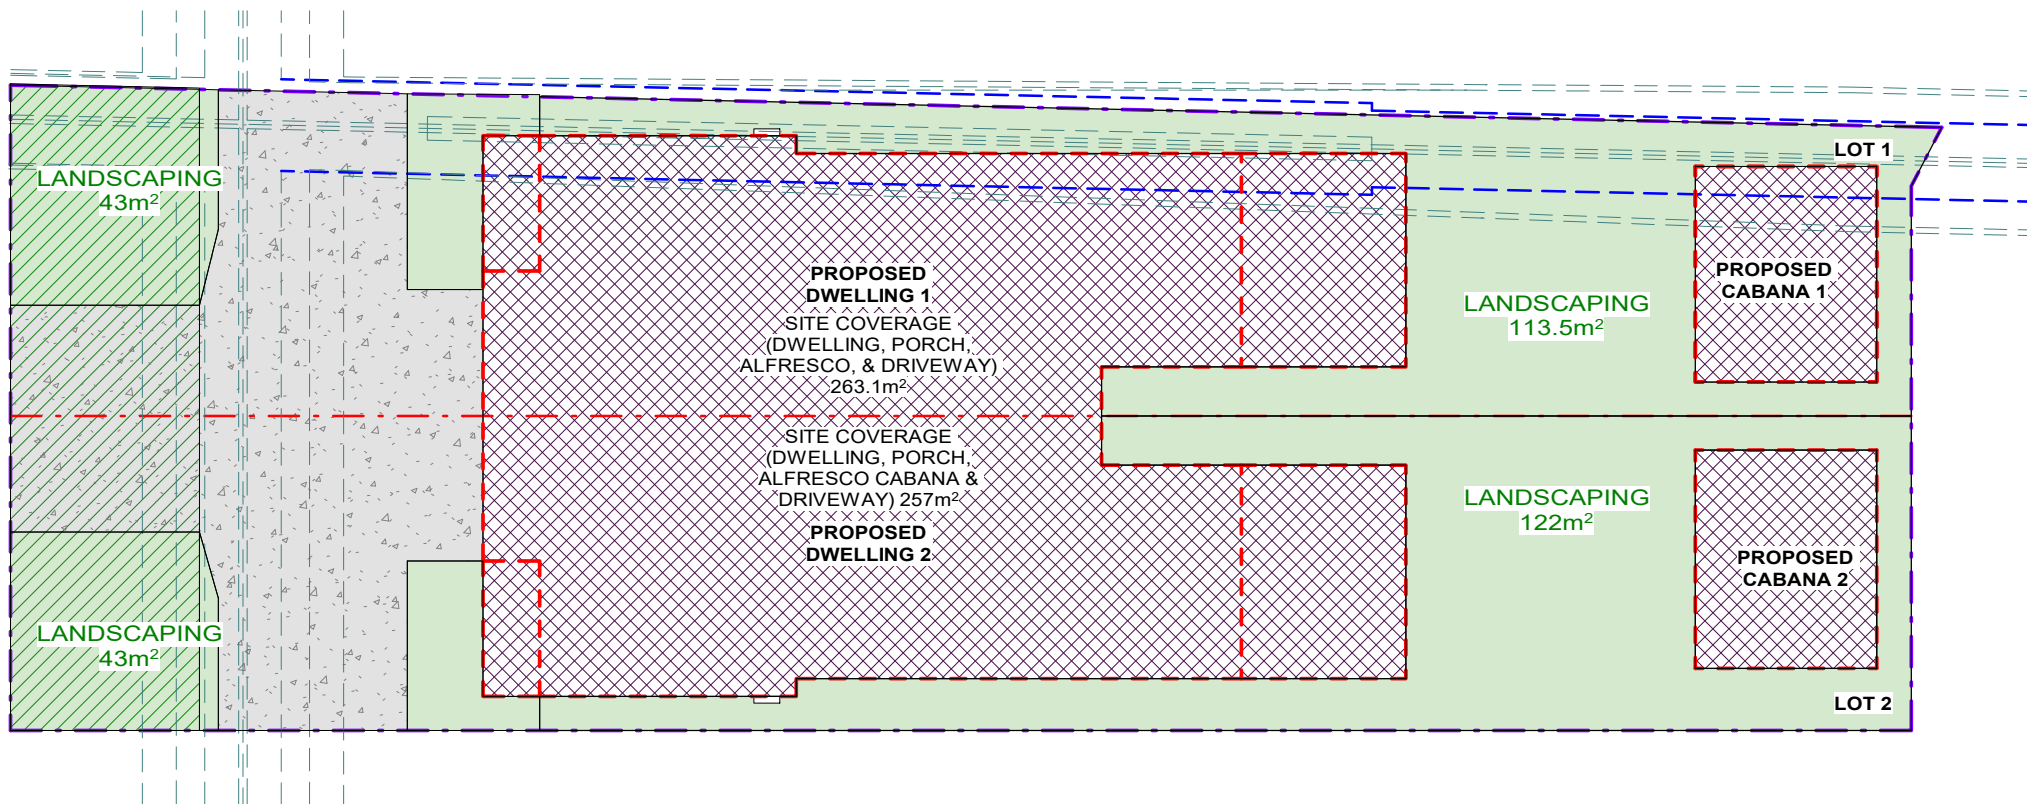 LANDSCAPING
43m²
LOT 1
PROPOSED
DWELLING 1
SITE COVERAGE
(DWELLING, PORCH,
ALFRESCO, & DRIVEWAY)
263.1m²
PROPOSED
CABANA 1
LANDSCAPING
113.5m²
SITE COVERAGE
(DWELLING, PORCH,
ALFRESCO CABANA &
DRIVEWAY) 257m²
PROPOSED
DWELLING 2
LANDSCAPING
122m²
PROPOSED
CABANA 2
LANDSCAPING
43m²
LOT 2